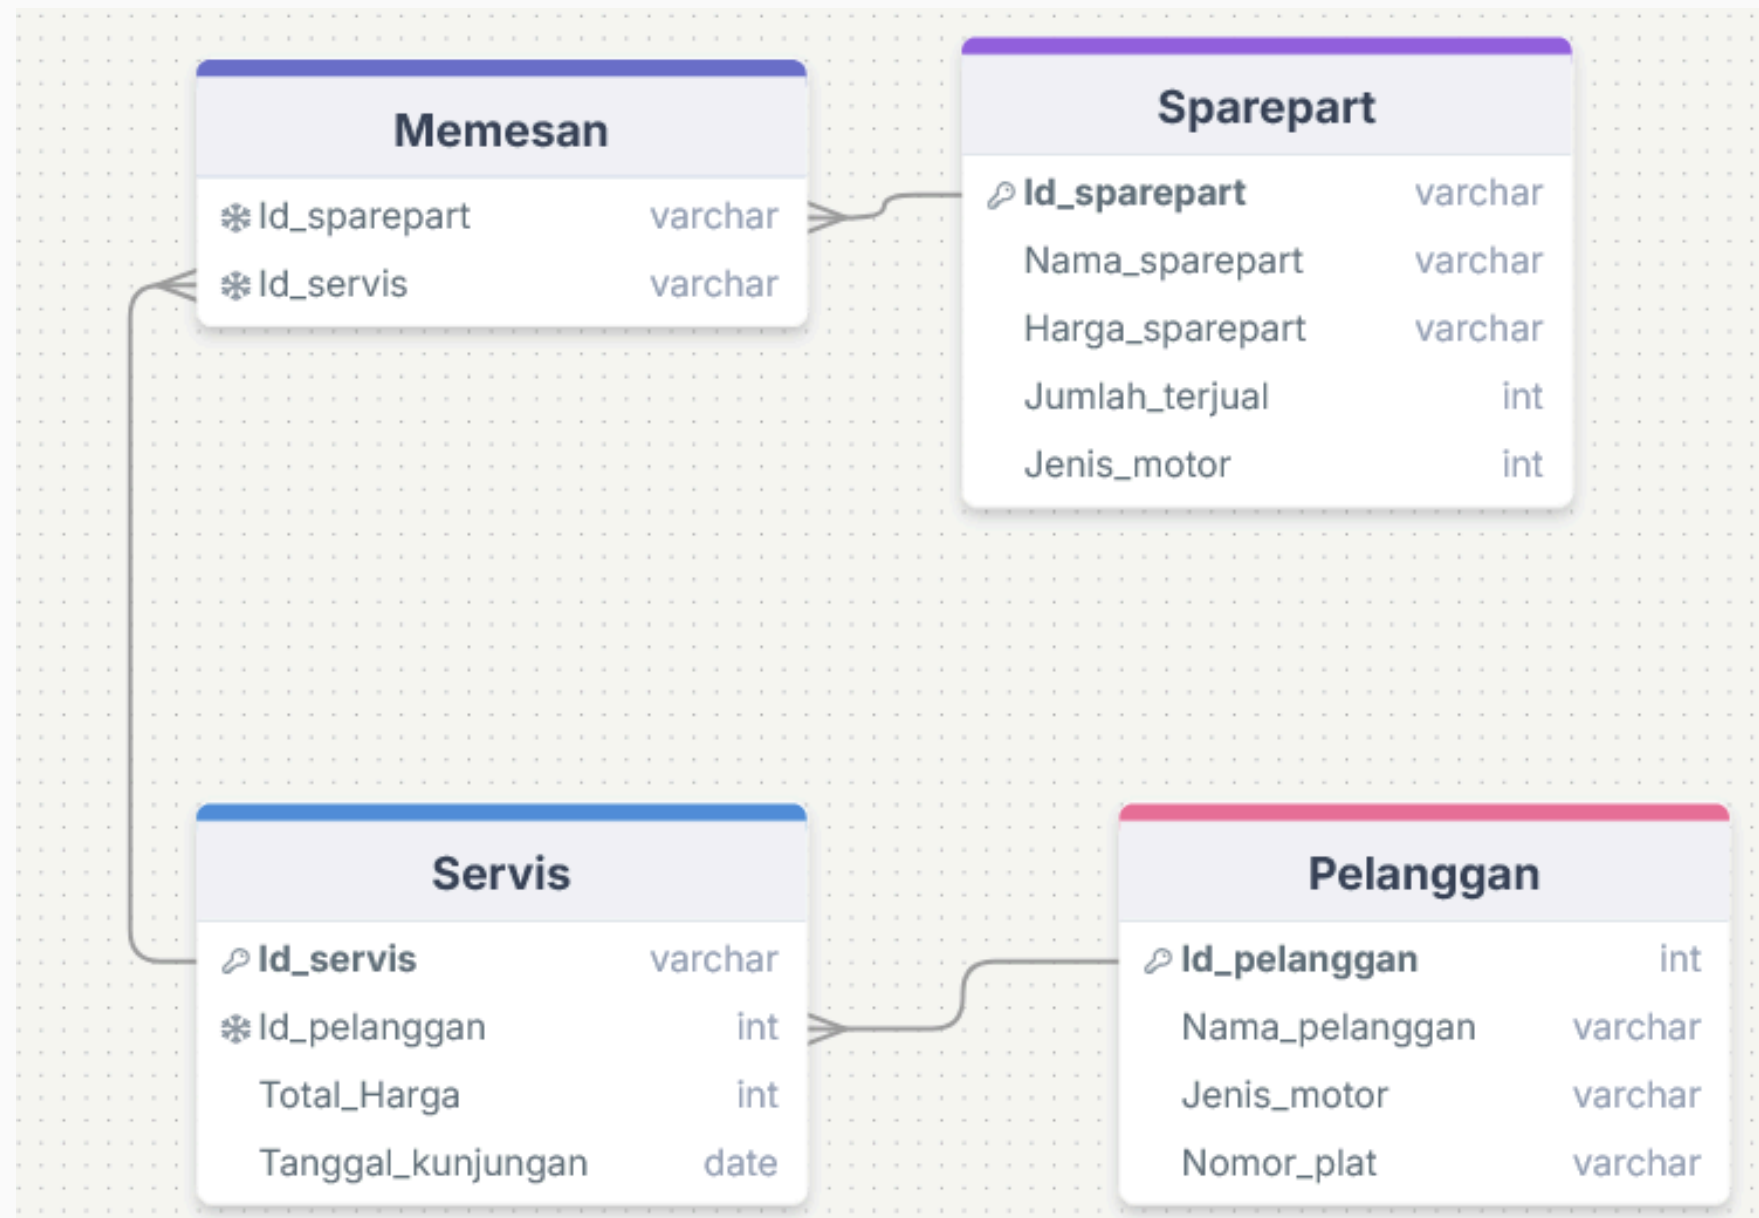 Memesan
Id_sparepart varchar
Id_servis varchar
Sparepart
Id_sparepart varchar
Nama_sparepart varchar
Harga_sparepart varchar
Jumlah_terjual int
Jenis_motor int
Servis
Id_servis varchar
Id_pelanggan int
Total_Harga int
Tanggal_kunjungan date
Pelanggan
Id_pelanggan int
Nama_pelanggan varchar
Jenis_motor varchar
Nomor_plat varchar